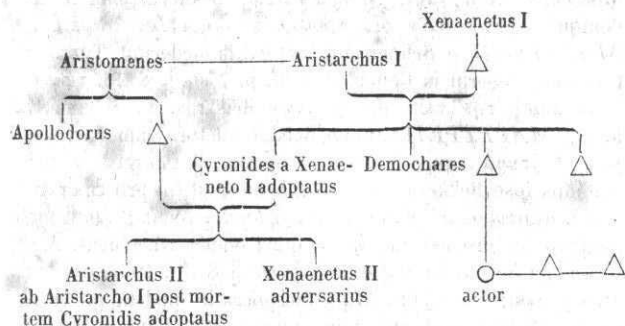 Xenaenetus I
Aristomenes Aristarchus I
Apollodorus
Cyronides a Xenae- Demochares
neto I adoptatus
Aristarchus II Xenaenetus II
ab Aristarcho I post mor- adversarius actor
tem Cyronidis adoptatus